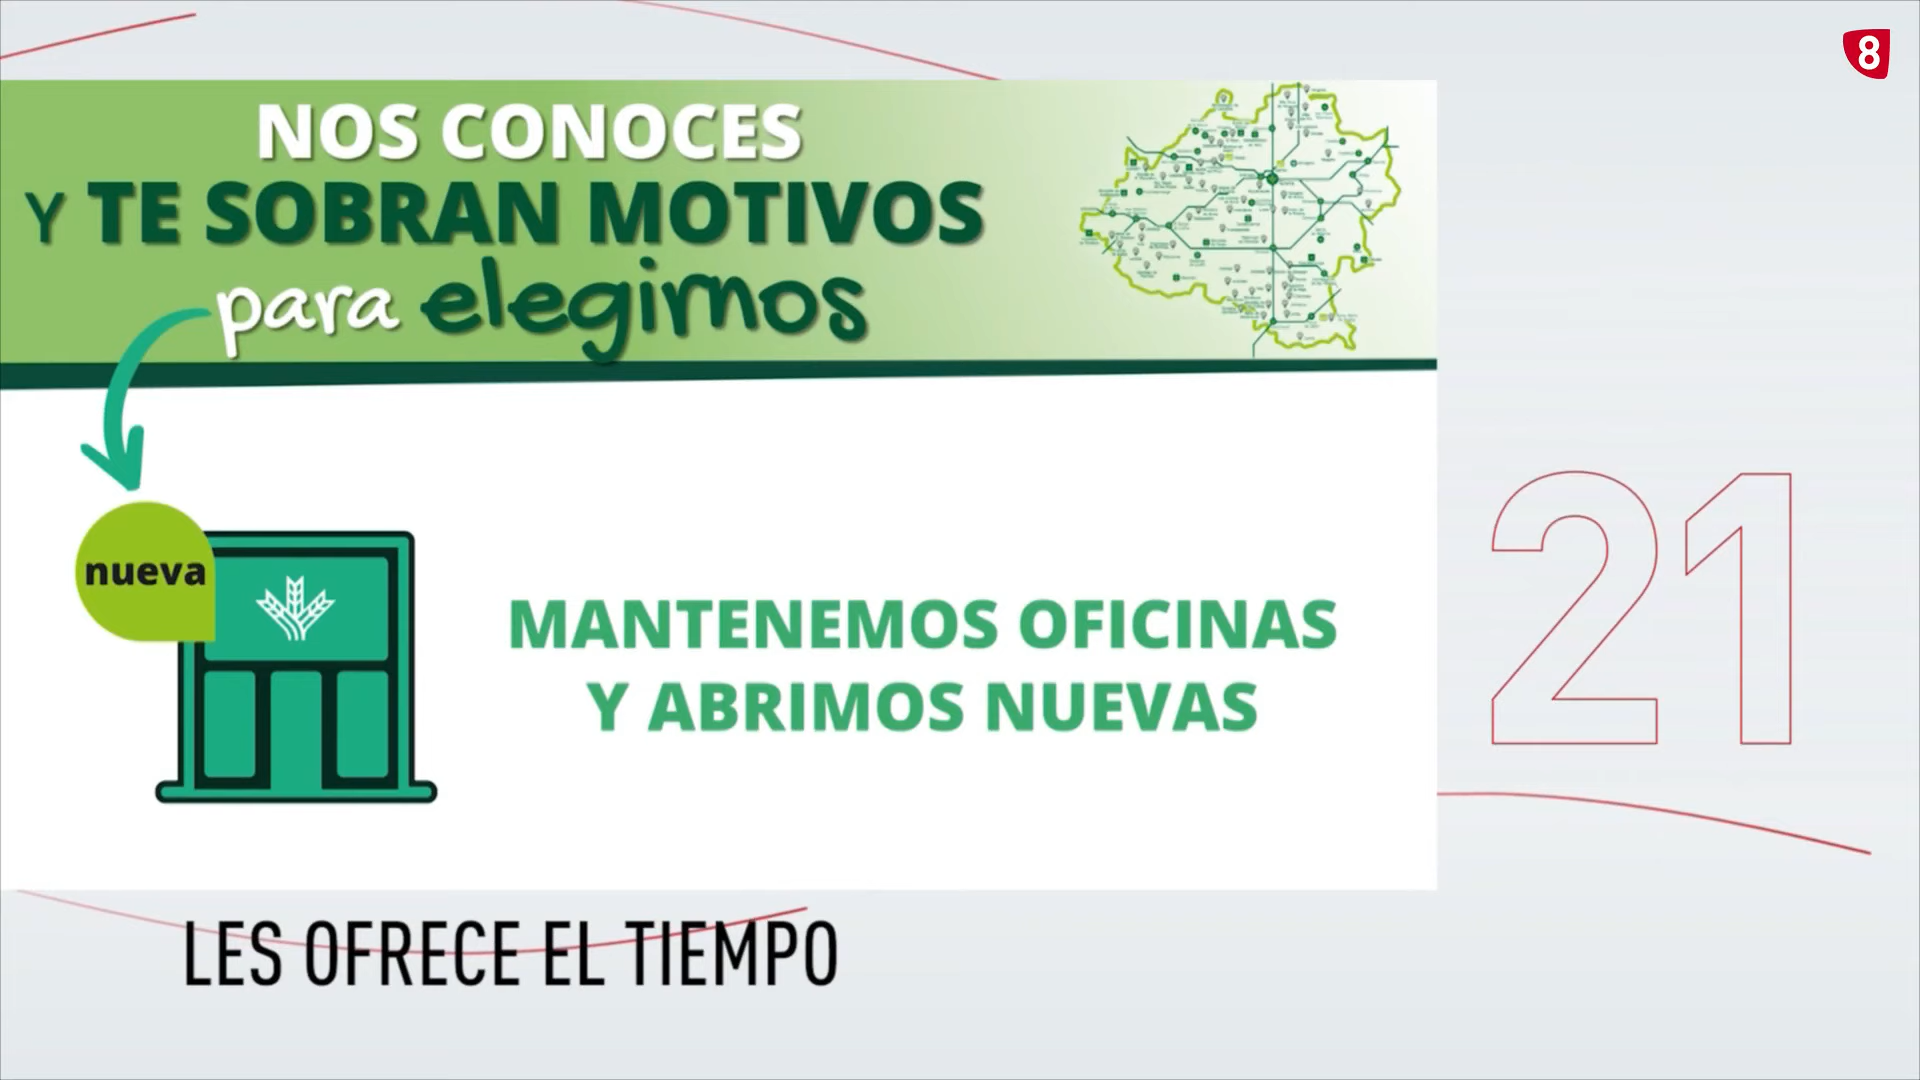 8
NOS CONOCES
Y TE SOBRAN MOTIVOS
para elegirnos
nueva
MANTENEMOS OFICINAS
Y ABRIMOS NUEVAS
21
LES OFRECE EL TIEMPO